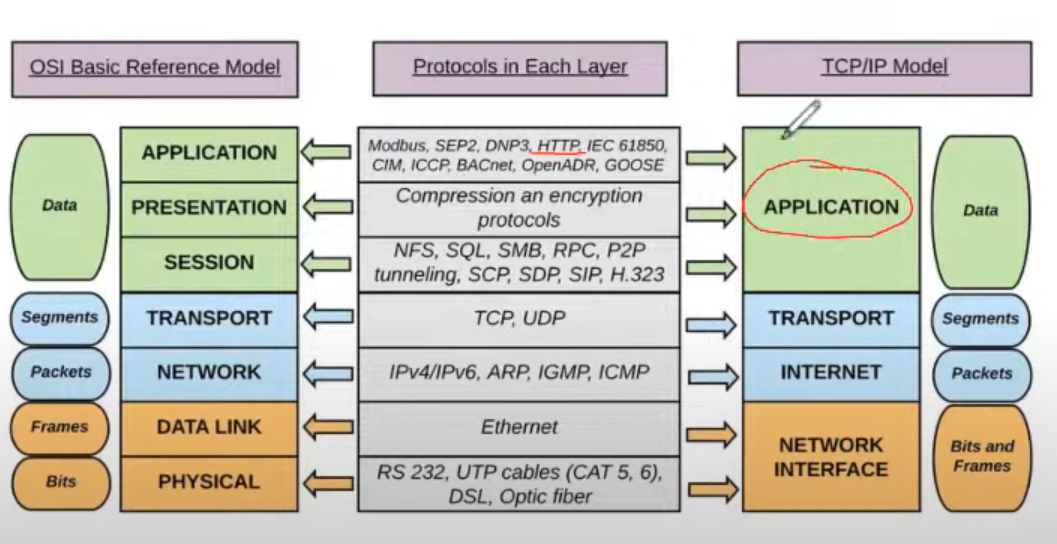 OSI Basic Reference Model
Protocols in Each Layer
TCP/IP Model
Data
APPLICATION
Modbus, SEP2, DNP3, HTTP, IEC 61850,
CIM, ICCP, BACnet, OpenADR, GOOSE
APPLICATION
Data
PRESENTATION
Compression an encryption
protocols
SESSION
NFS, SQL, SMB, RPC, P2P
tunneling, SCP, SDP, SIP, H.323
Segments
TRANSPORT
TCP, UDP
TRANSPORT
Segments
Packets
NETWORK
IPv4/IPv6, ARP, IGMP, ICMP
INTERNET
Packets
Frames
DATA LINK
Ethernet
NETWORK
INTERFACE
Bits and
Frames
Bits
PHYSICAL
RS 232, UTP cables (CAT 5, 6),
DSL, Optic fiber